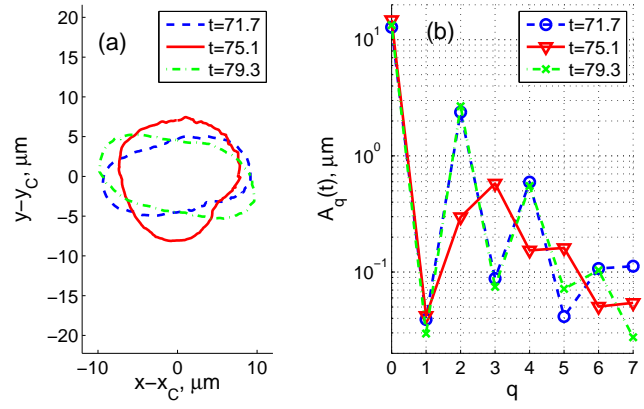 (a)
t=71.7
t=75.1
t=79.3
20
15
10
5
0
−5
−10
−15
−20
y−y_C, μm
−10
0
10
x−x_C, μm
(b)
t=71.7
t=75.1
t=79.3
10^1
10^0
10^−1
A_q(t), μm
0 1 2 3 4 5 6 7
q